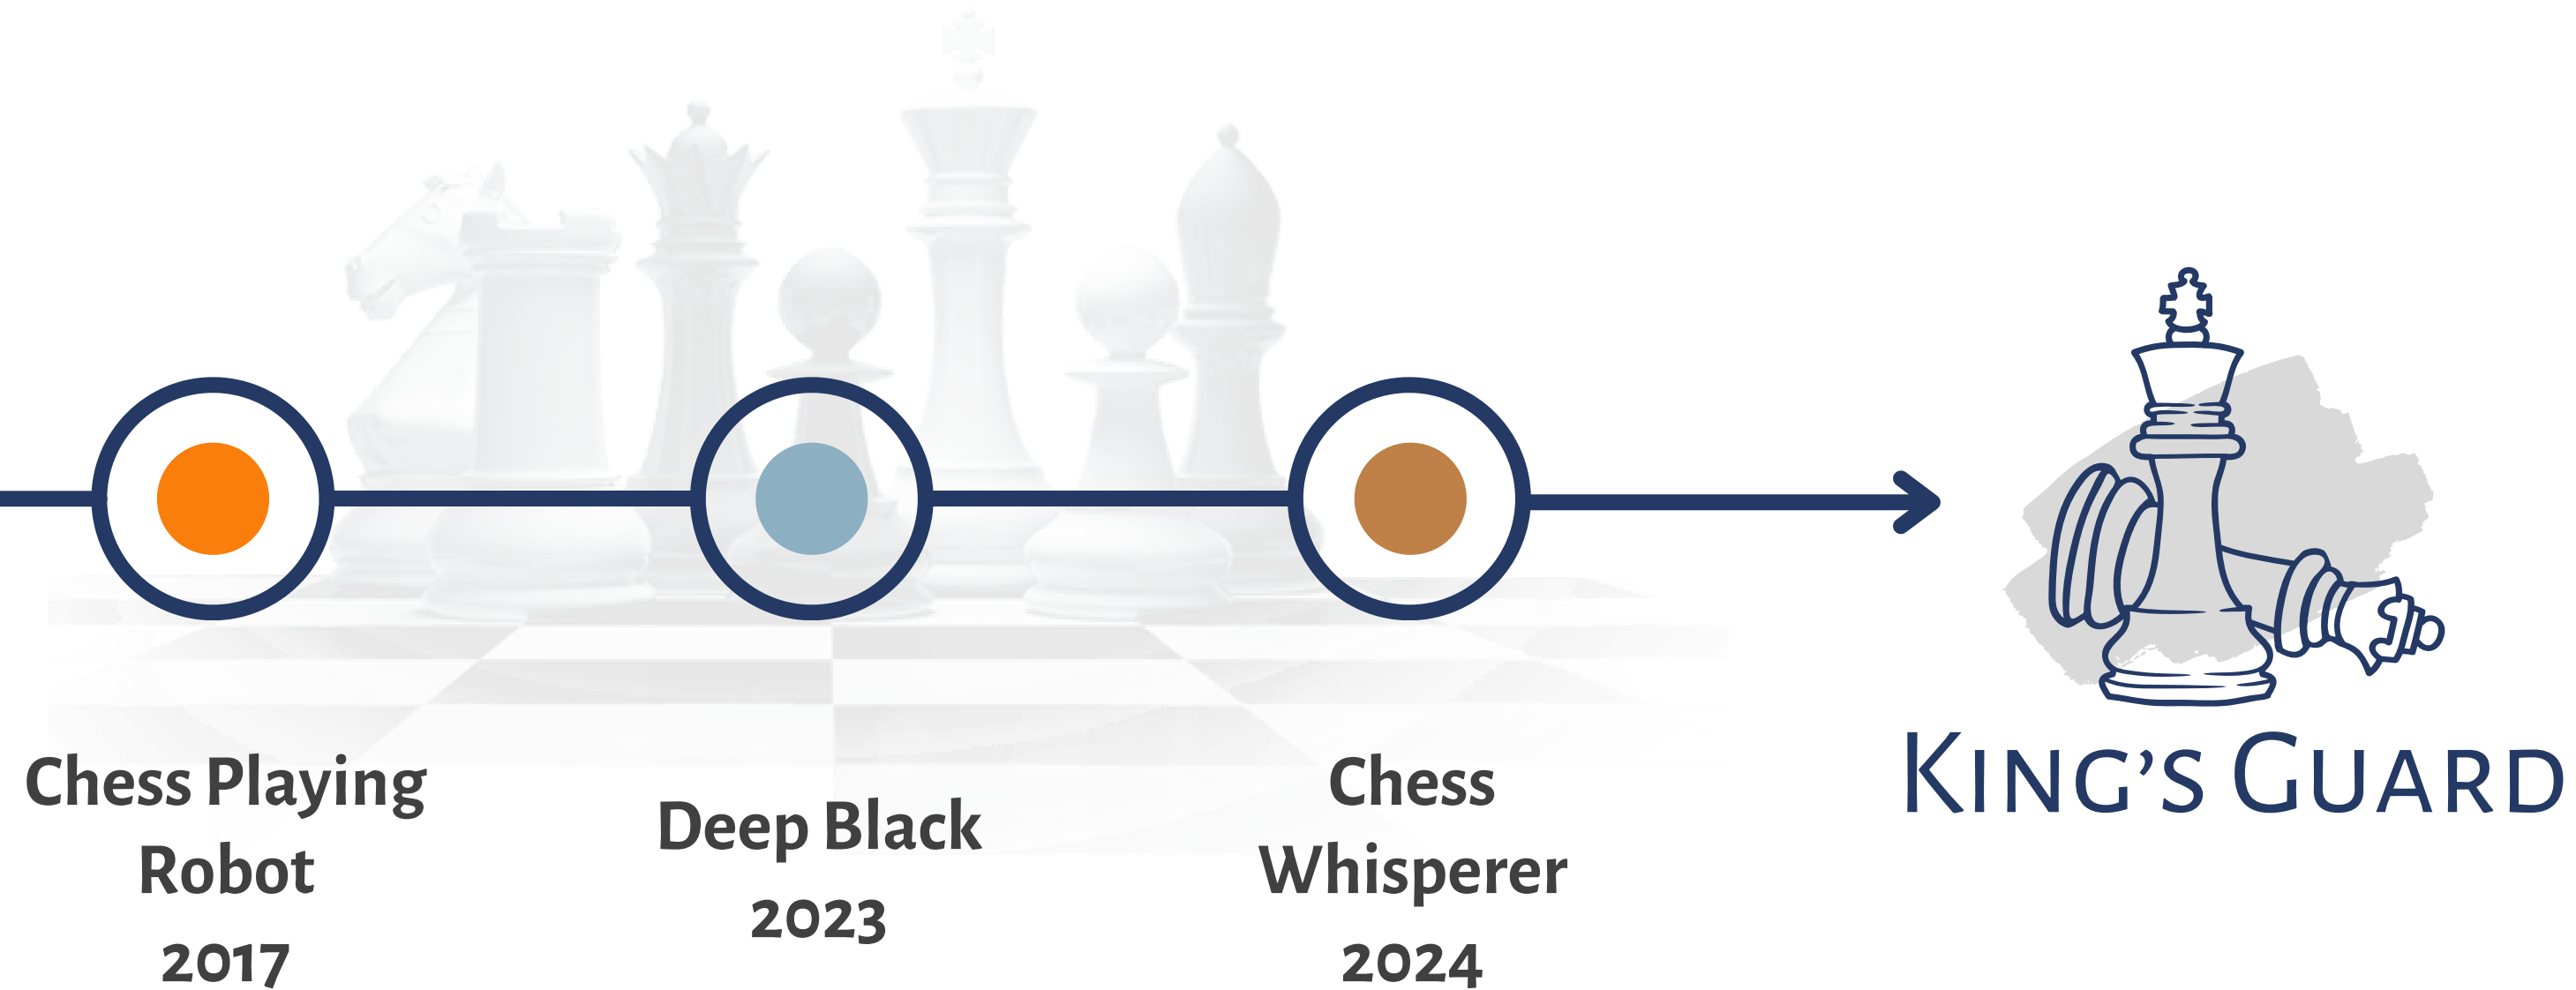 Chess Playing
Robot
2017
Deep Black
2023
Chess
Whisperer
2024
KING'S GUARD